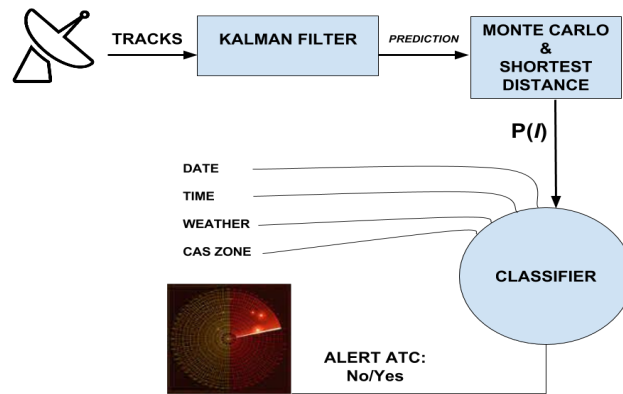 TRACKS
KALMAN FILTER
PREDICTION
MONTE CARLO
&
SHORTEST
DISTANCE
P(I)
DATE
TIME
WEATHER
CAS ZONE
CLASSIFIER
ALERT ATC:
No/Yes